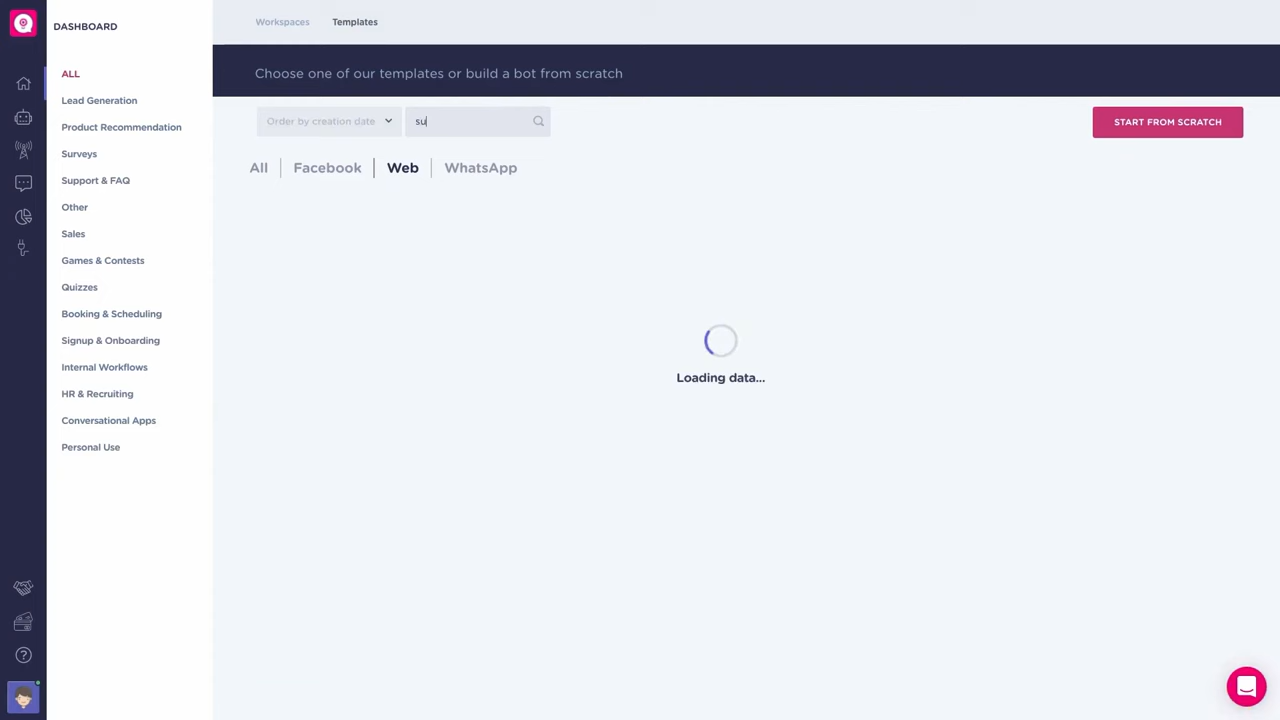 DASHBOARD
Workspaces
Templates
ALL
Lead Generation
Product Recommendation
Surveys
Support & FAQ
Other
Sales
Games & Contests
Quizzes
Booking & Scheduling
Signup & Onboarding
Internal Workflows
HR & Recruiting
Conversational Apps
Personal Use
Choose one of our templates or build a bot from scratch
Order by creation date
su
START FROM SCRATCH
All
Facebook
Web
WhatsApp
Loading data...
?